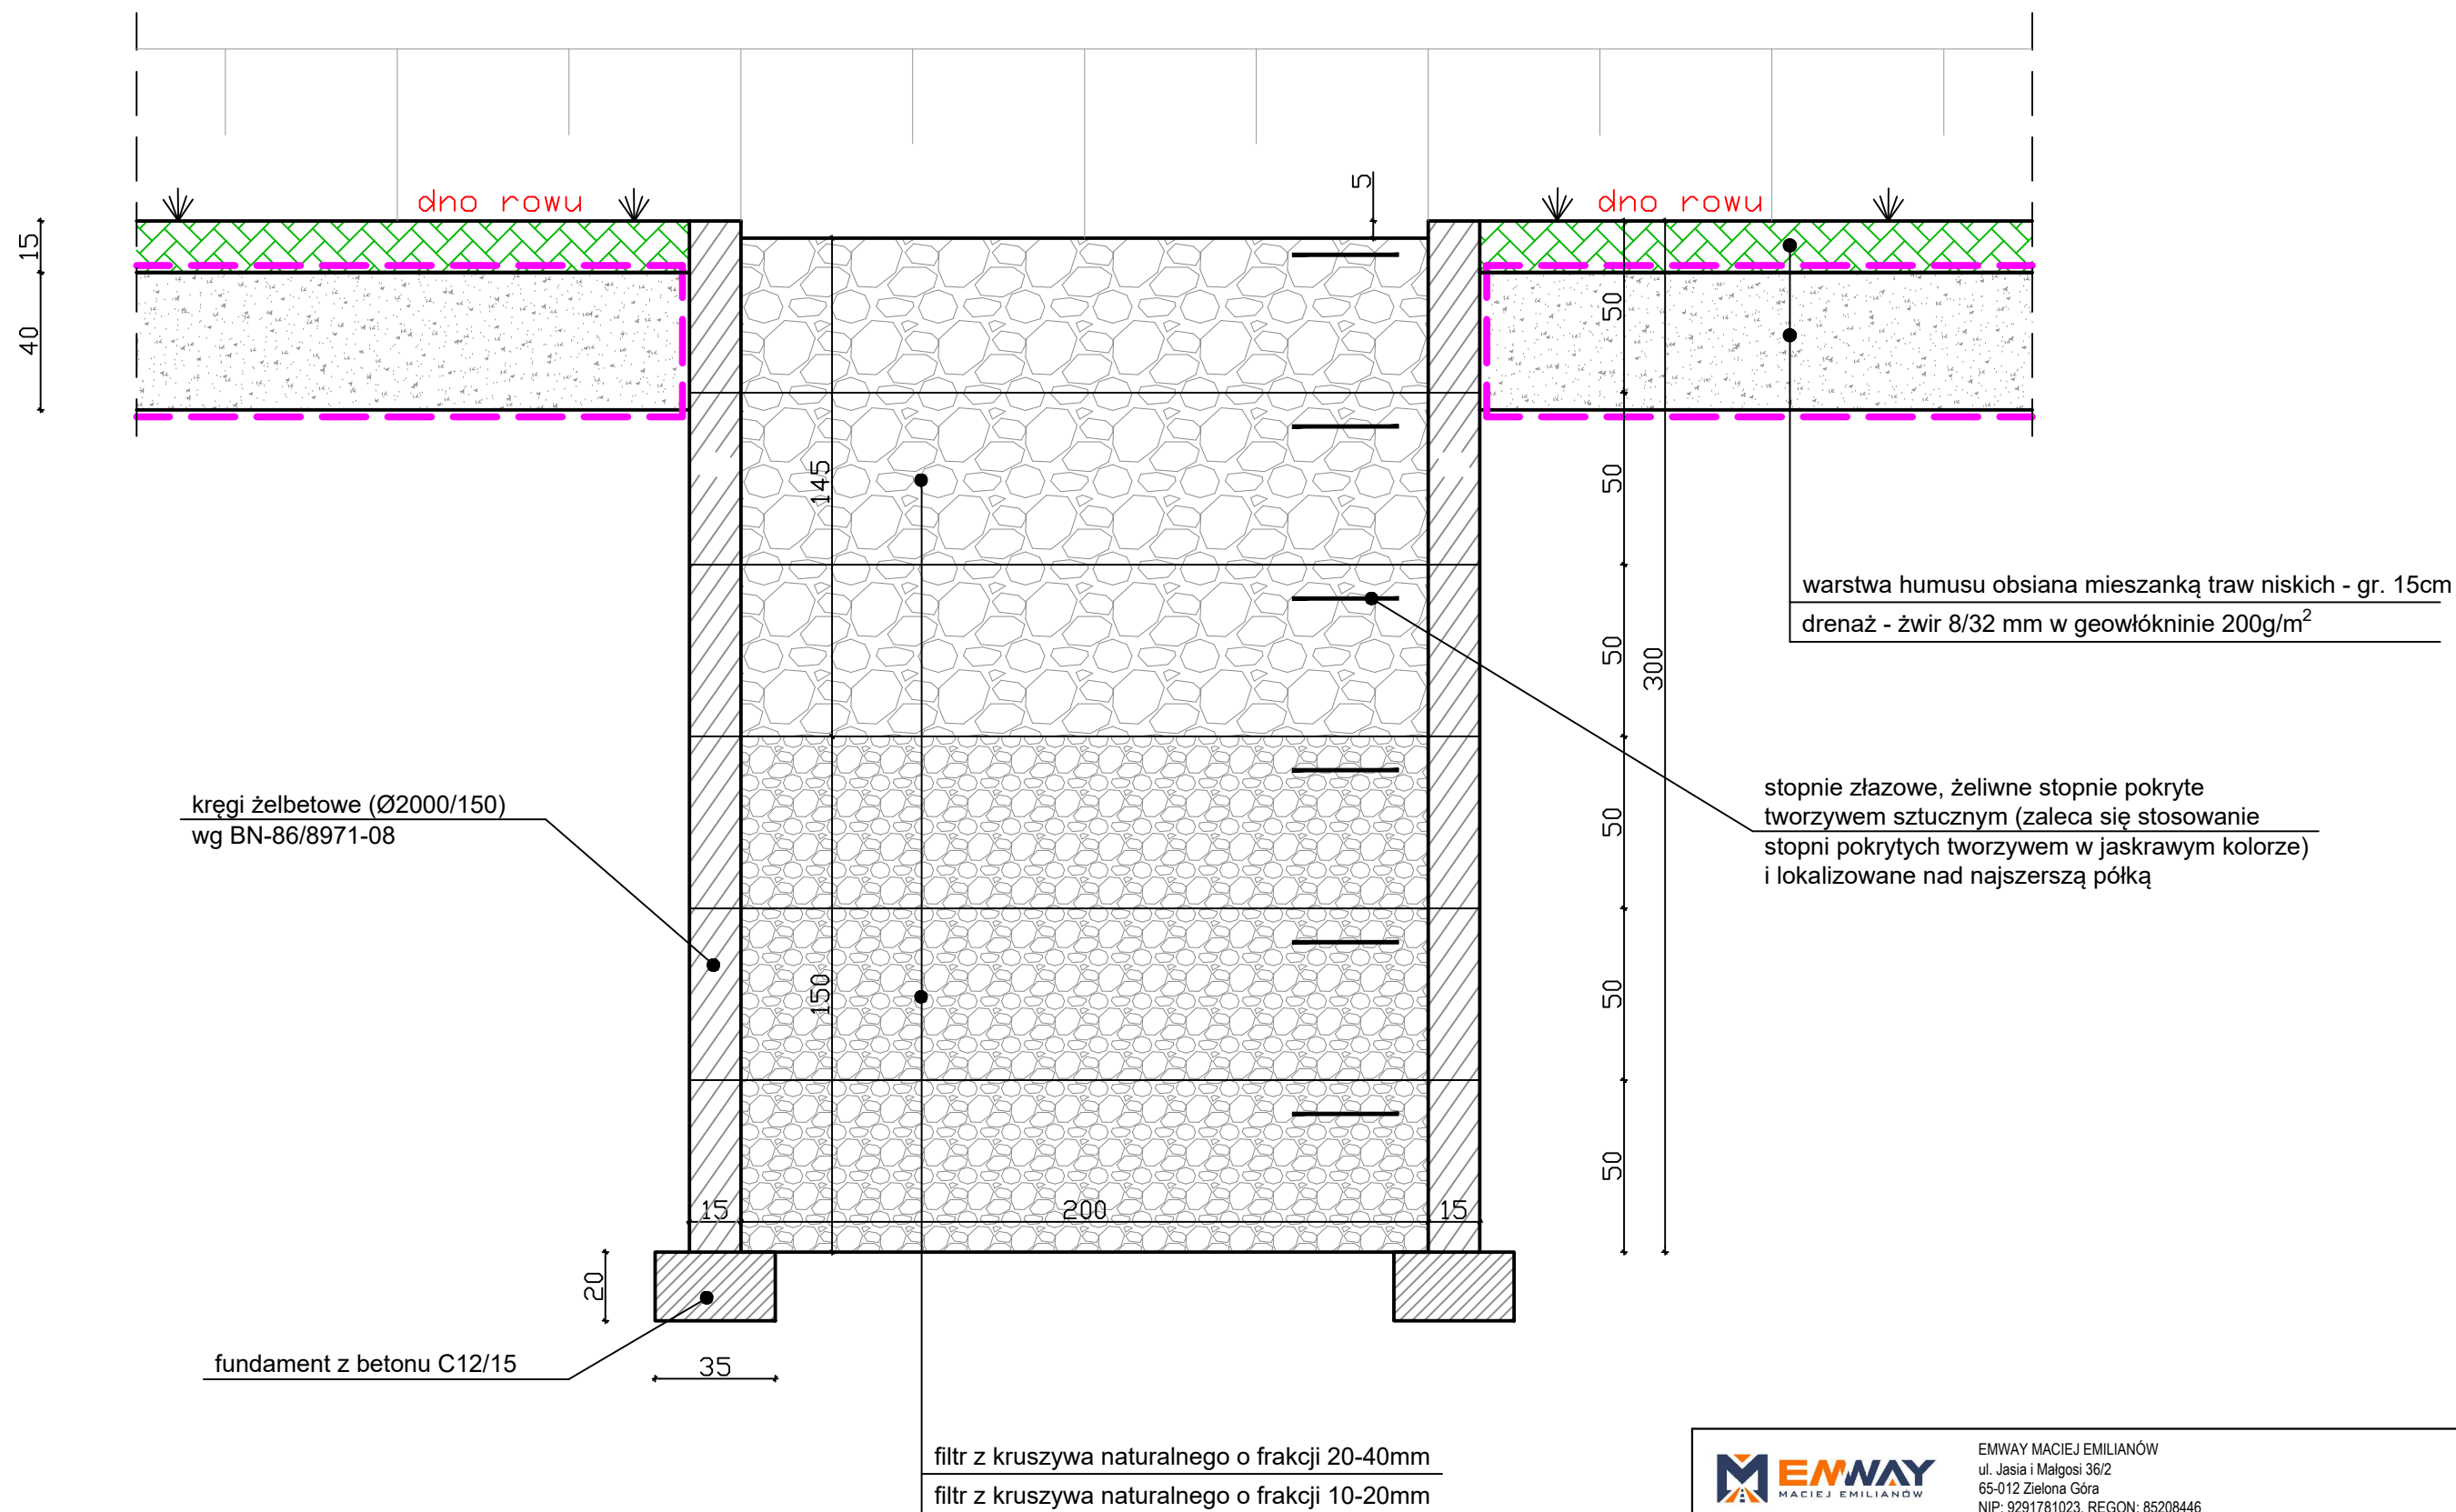 5
dno rowu
dno rowu
15
40
50
50
50
50
50
50
300
145
150
warstwa humusu obsiana mieszanką traw niskich - gr. 15cm
drenaż - żwir 8/32 mm w geowłókninie 200g/m²
kręgi żelbetowe (Ø2000/150)
wg BN-86/8971-08
stopnie złazowe, żeliwne stopnie pokryte
tworzywem sztucznym (zaleca się stosowanie
stopni pokrytych tworzywem w jaskrawym kolorze)
i lokalizowane nad najszerszą półką
15
200
15
20
35
fundament z betonu C12/15
filtr z kruszywa naturalnego o frakcji 20-40mm
filtr z kruszywa naturalnego o frakcji 10-20mm
EMWAY
MACIEJ EMILIANÓW
EMWAY MACIEJ EMILIANÓW
ul. Jasia i Małgosi 36/2
65-012 Zielona Góra
NIP: 9291781023, REGON: 85208446